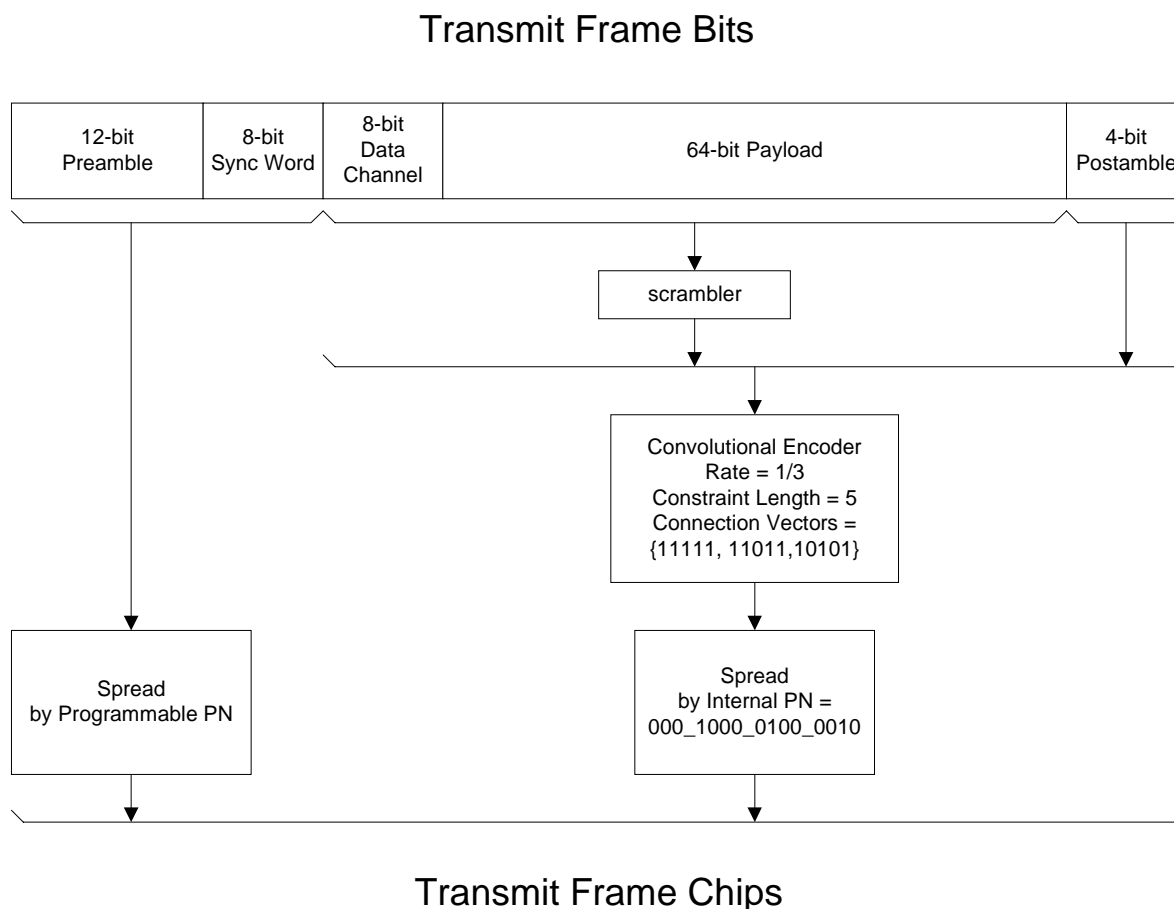 Transmit Frame Bits
12-bit
Preamble
8-bit
Sync Word
8-bit
Data
Channel
64-bit Payload
4-bit
Postamble
scrambler
Convolutional Encoder
Rate = 1/3
Constraint Length = 5
Connection Vectors =
{11111, 11011,10101}
Spread
by Programmable PN
Spread
by Internal PN =
000_1000_0100_0010
Transmit Frame Chips